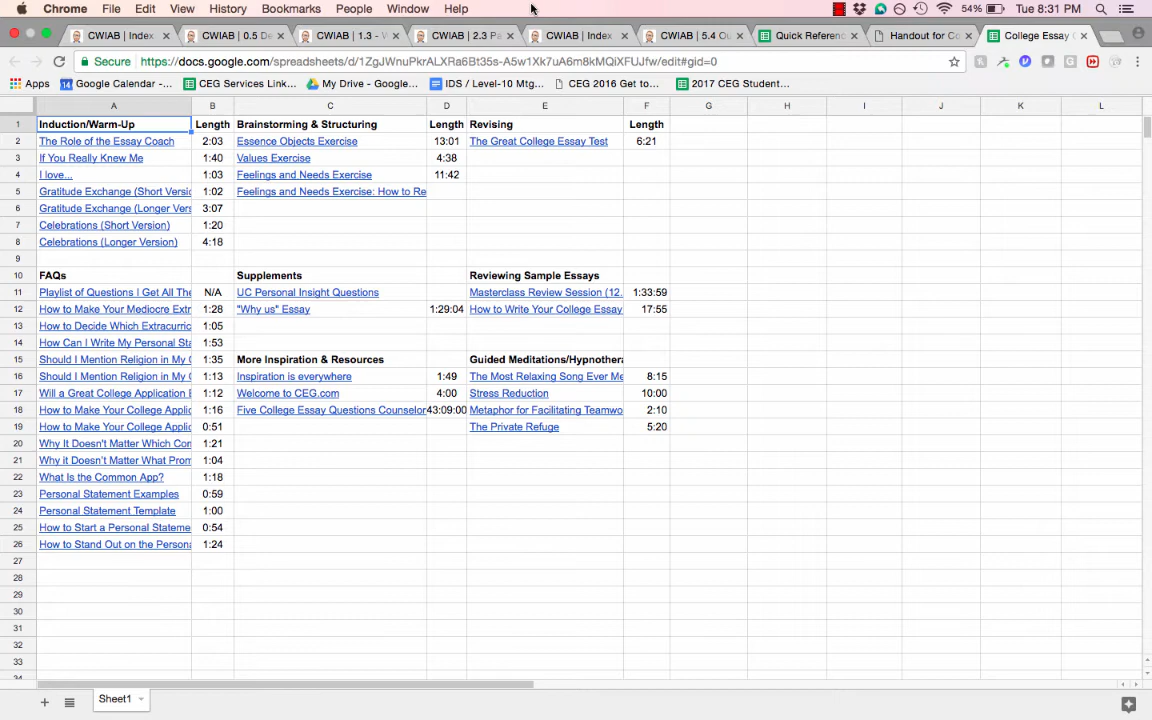 Chrome File Edit View History Bookmarks People Window Help 54% Tue 8:31 PM
CWIAB | Index × CWIAB | 0.5 De × CWIAB | 1.3 - W × CWIAB | 2.3 Pa × CWIAB | Index × CWIAB | 5.4 Ou × Quick Referenc × Handout for Co × College Essay ×
Secure https://docs.google.com/spreadsheets/d/1ZgJWnuPkrALXRa6Bt35s-A5w1Xk7uA6m8kMQiXFUJfw/edit#gid=0
Apps Google Calendar -... CEG Services Link... My Drive - Google... IDS / Level-10 Mtg... CEG 2016 Get to... 2017 CEG Student...
A B C D E F G H I J K L
1 Induction/Warm-Up Length Brainstorming & Structuring Length Revising Length
2 The Role of the Essay Coach 2:03 Essence Objects Exercise 13:01 The Great College Essay Test 6:21
3 If You Really Knew Me 1:40 Values Exercise 4:38
4 I love... 1:03 Feelings and Needs Exercise 11:42
5 Gratitude Exchange (Short Versio 1:02 Feelings and Needs Exercise: How to Re
6 Gratitude Exchange (Longer Vers 3:07
7 Celebrations (Short Version) 1:20
8 Celebrations (Longer Version) 4:18
9
10 FAQs Supplements Reviewing Sample Essays
11 Playlist of Questions I Get All The N/A UC Personal Insight Questions Masterclass Review Session (12. 1:33:59
12 How to Make Your Mediocre Extr 1:28 "Why us" Essay 1:29:04 How to Write Your College Essay 17:55
13 How to Decide Which Extracurric 1:05
14 How Can I Write My Personal Sta 1:53
15 Should I Mention Religion in My C 1:35 More Inspiration & Resources Guided Meditations/Hypnothera
16 Should I Mention Religion in My C 1:13 Inspiration is everywhere 1:49 The Most Relaxing Song Ever Me 8:15
17 Will a Great College Application E 1:12 Welcome to CEG.com 4:00 Stress Reduction 10:00
18 How to Make Your College Applic 1:16 Five College Essay Questions Counselor 43:09:00 Metaphor for Facilitating Teamwo 2:10
19 How to Make Your College Applic 0:51 The Private Refuge 5:20
20 Why It Doesn't Matter Which Com 1:21
21 Why it Doesn't Matter What Prom 1:04
22 What Is the Common App? 1:18
23 Personal Statement Examples 0:59
24 Personal Statement Template 1:00
25 How to Start a Personal Stateme 0:54
26 How to Stand Out on the Persona 1:24
27
28
29
30
31
32
33
34
Sheet1